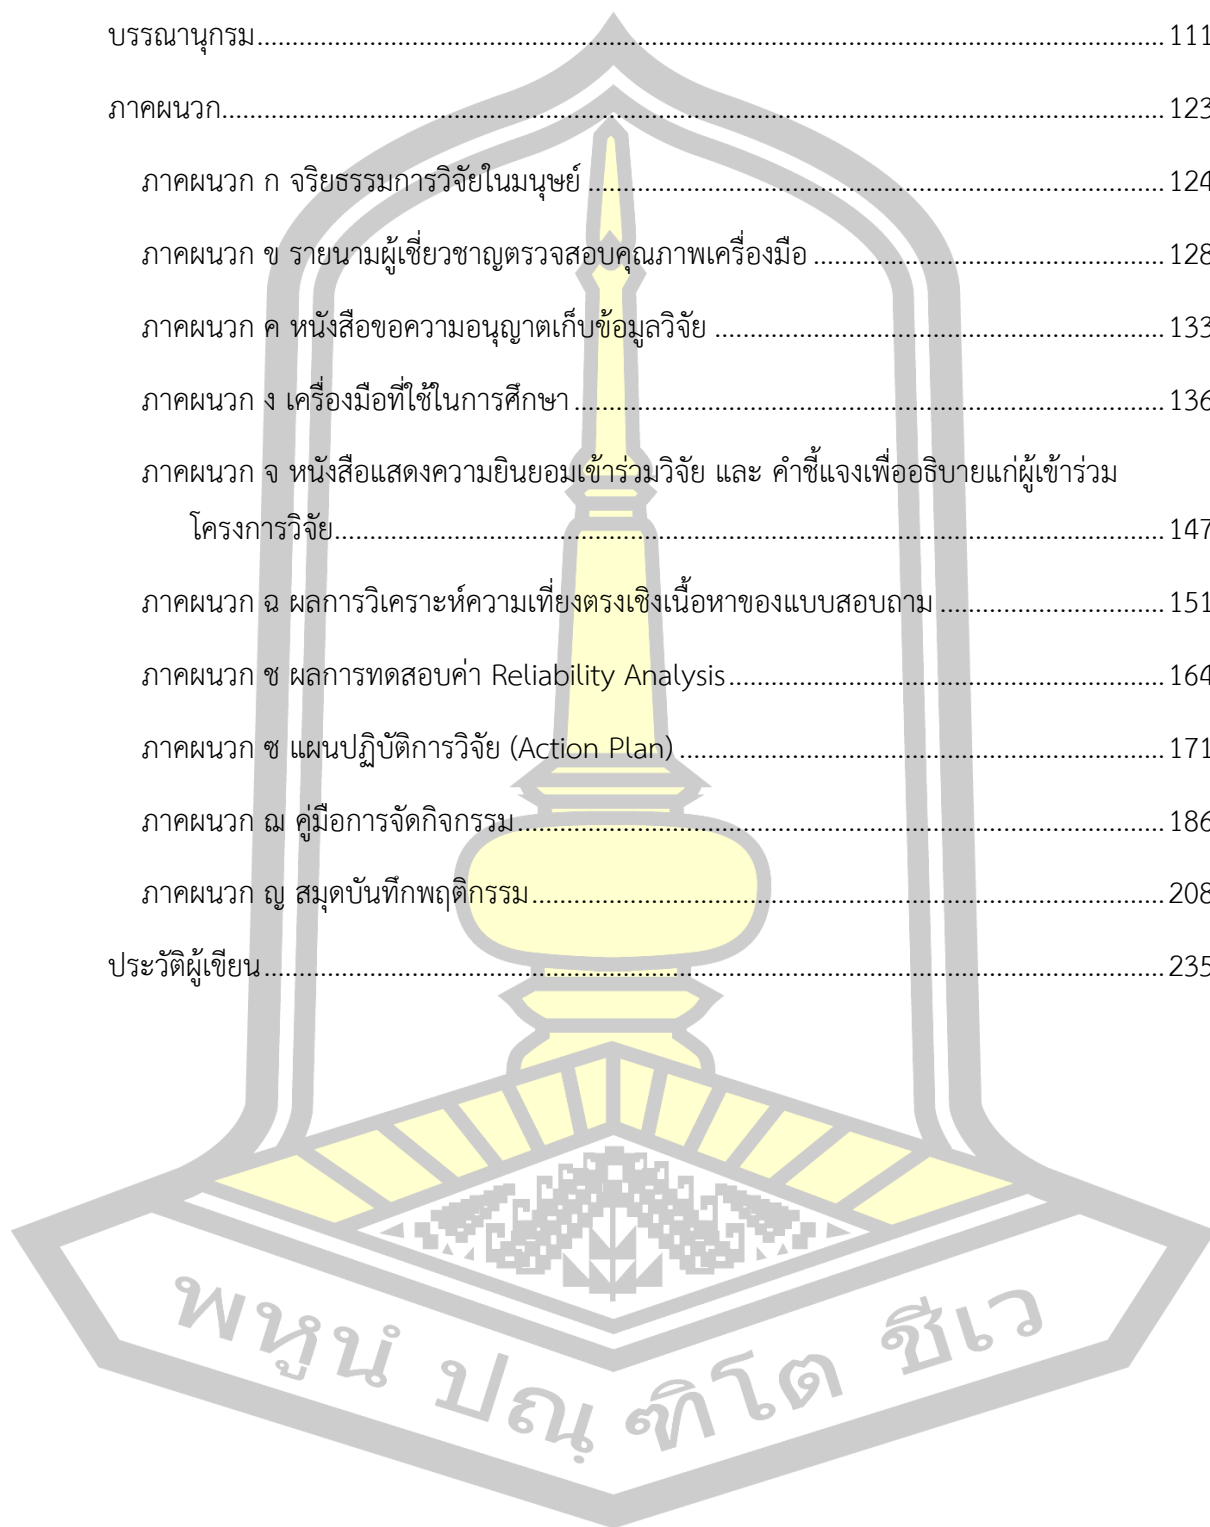 บรรณานุกรม.......... 111
ภาคผนวก.......... 123
ภาคผนวก ก จริยธรรมการวิจัยในมนุษย์.......... 124
ภาคผนวก ข รายนามผู้เชี่ยวชาญตรวจสอบคุณภาพเครื่องมือ.......... 128
ภาคผนวก ค หนังสือขอความอนุญาตเก็บข้อมูลวิจัย.......... 133
ภาคผนวก ง เครื่องมือที่ใช้ในการศึกษา.......... 136
ภาคผนวก จ หนังสือแสดงความยินยอมเข้าร่วมวิจัย และ คำชี้แจงเพื่ออธิบายแก่ผู้เข้าร่วม
โครงการวิจัย.......... 147
ภาคผนวก ฉ ผลการวิเคราะห์ความเที่ยงตรงเชิงเนื้อหาของแบบสอบถาม.......... 151
ภาคผนวก ช ผลการทดสอบค่า Reliability Analysis.......... 164
ภาคผนวก ซ แผนปฏิบัติการวิจัย (Action Plan).......... 171
ภาคผนวก ฌ คู่มือการจัดกิจกรรม.......... 186
ภาคผนวก ญ สมุดบันทึกพฤติกรรม.......... 208
ประวัติผู้เขียน.......... 235
พหูนํ ปณฺฑิโต ชีเว